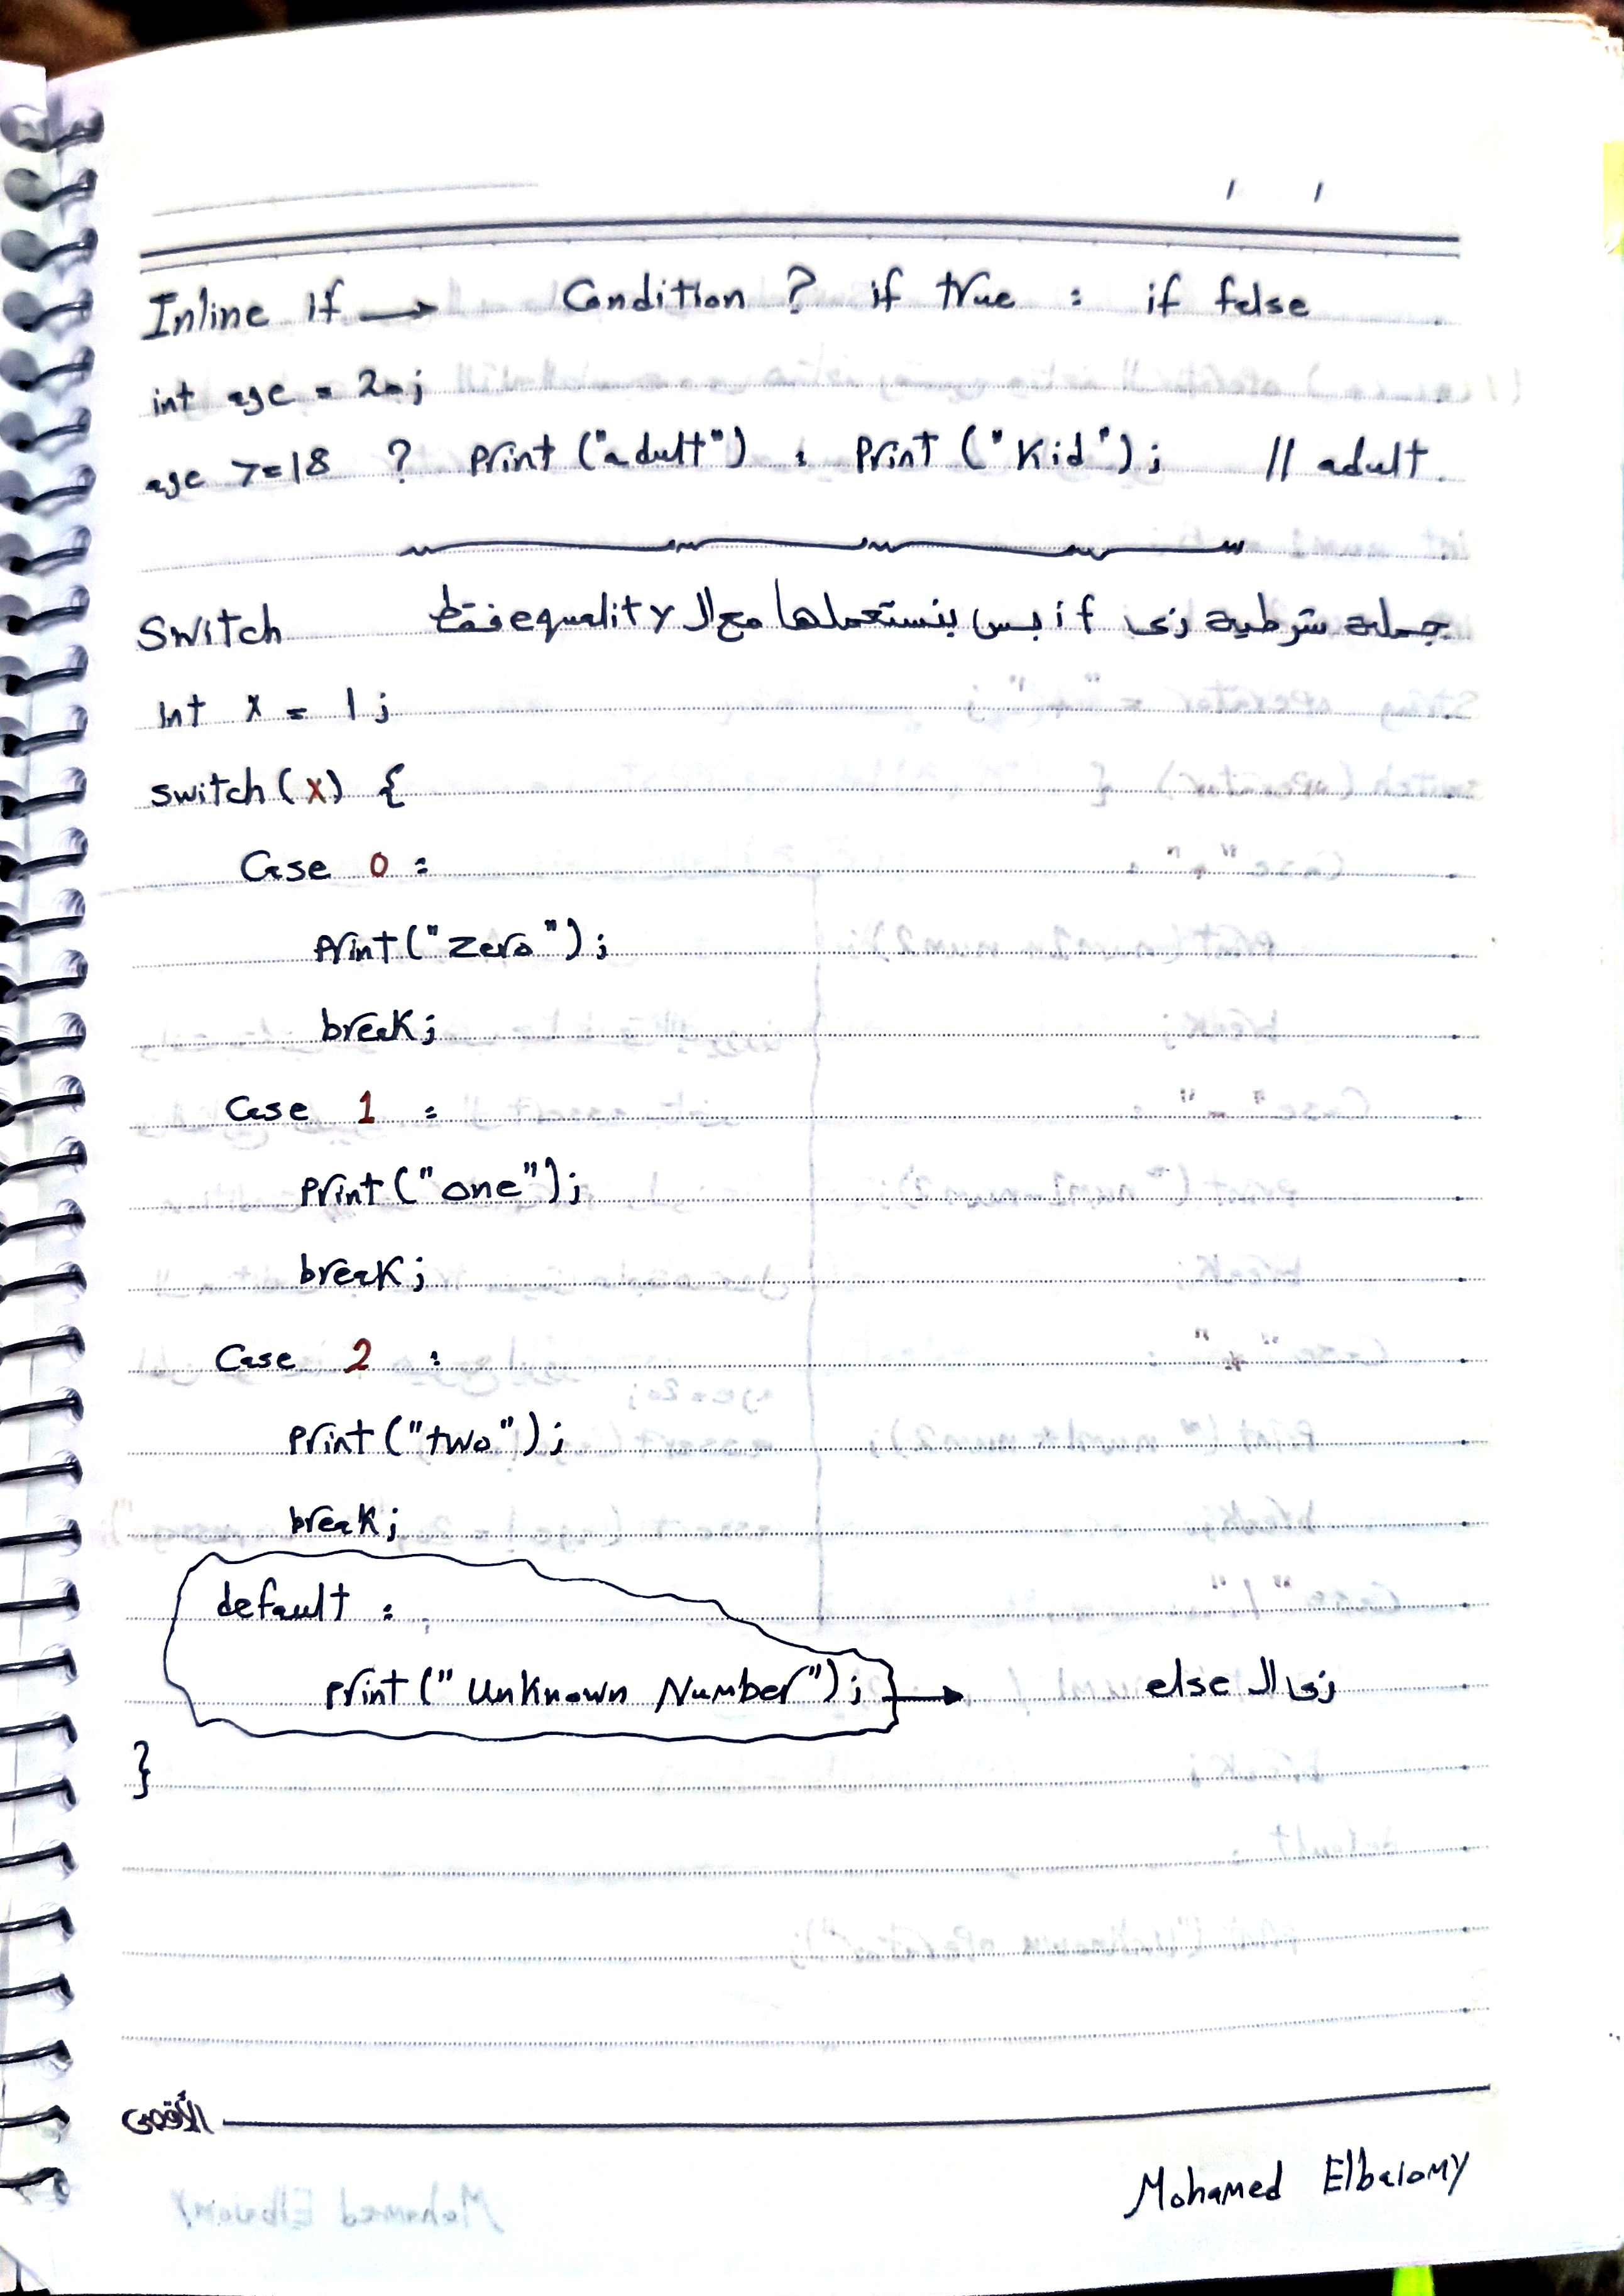 Inline if → Condition ? if true : if false
int age = 20;
age >=18 ? print ("adult") : print ("Kid"); // adult
Switch جملة شرطية زى if بس بنستعملها مع ال equality فقط
int x = 1;
switch (x) {
Case 0 :
print("zero");
break;
Case 1 :
print("one");
break;
Case 2 :
print("two");
break;
default :
print("Unknown Number"); → زى ال else
}
الأقصى
Mohamed Elbalomy